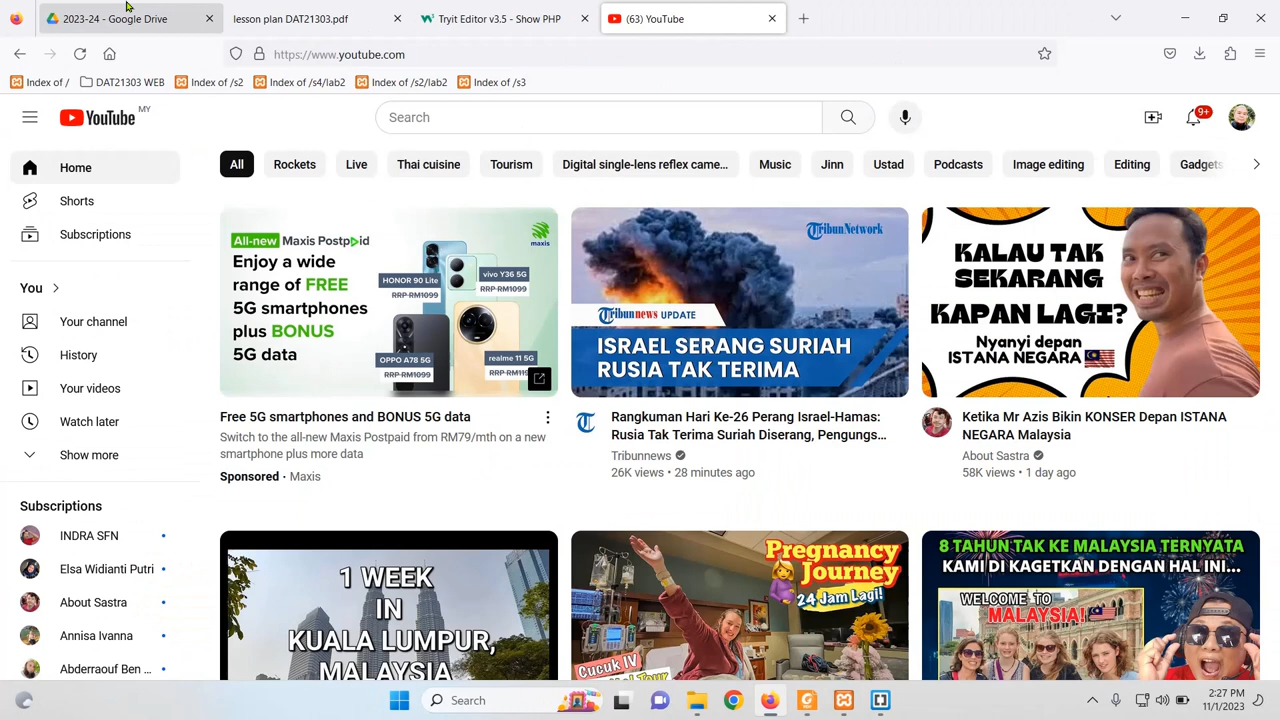 2023-24 - Google Drive
lesson plan DAT21303.pdf
Tryit Editor v3.5 - Show PHP
(63) YouTube
https://www.youtube.com
Index of /
DAT21303 WEB
Index of /s2
Index of /s4/lab2
Index of /s2/lab2
Index of /s3
YouTube MY
Search
9+
All
Rockets
Live
Thai cuisine
Tourism
Digital single-lens reflex came...
Music
Jinn
Ustad
Podcasts
Image editing
Editing
Gadgets
Home
Shorts
Subscriptions
You
Your channel
History
Your videos
Watch later
Show more
Subscriptions
INDRA SFN
Elsa Widianti Putri
About Sastra
Annisa Ivanna
Abderraouf Ben ...
All-new Maxis Postpaid
maxis
Enjoy a wide
range of FREE
5G smartphones
plus BONUS
5G data
HONOR 90 Lite
RRP RM1099
vivo Y36 5G
RRP RM1099
OPPO A78 5G
RRP RM1099
realme 11 5G
Free 5G smartphones and BONUS 5G data
Switch to the all-new Maxis Postpaid from RM79/mth on a new
smartphone plus more data
Sponsored · Maxis
TribunNetwork
Tribunnews UPDATE
ISRAEL SERANG SURIAH
RUSIA TAK TERIMA
Rangkuman Hari Ke-26 Perang Israel-Hamas:
Rusia Tak Terima Suriah Diserang, Pengungs...
Tribunnews
26K views • 28 minutes ago
KALAU TAK
SEKARANG
KAPAN LAGI?
Nyanyi depan
ISTANA NEGARA
Ketika Mr Azis Bikin KONSER Depan ISTANA
NEGARA Malaysia
About Sastra
58K views • 1 day ago
1 WEEK
IN
KUALA LUMPUR,
MALAYSIA
Pregnancy
Journey
24 Jam Lagi!
Cucuk IV
8 TAHUN TAK KE MALAYSIA TERNYATA
KAMI DI KAGETKAN DENGAN HAL INI...
WELCOME TO
MALAYSIA!
Search
2:27 PM
11/1/2023